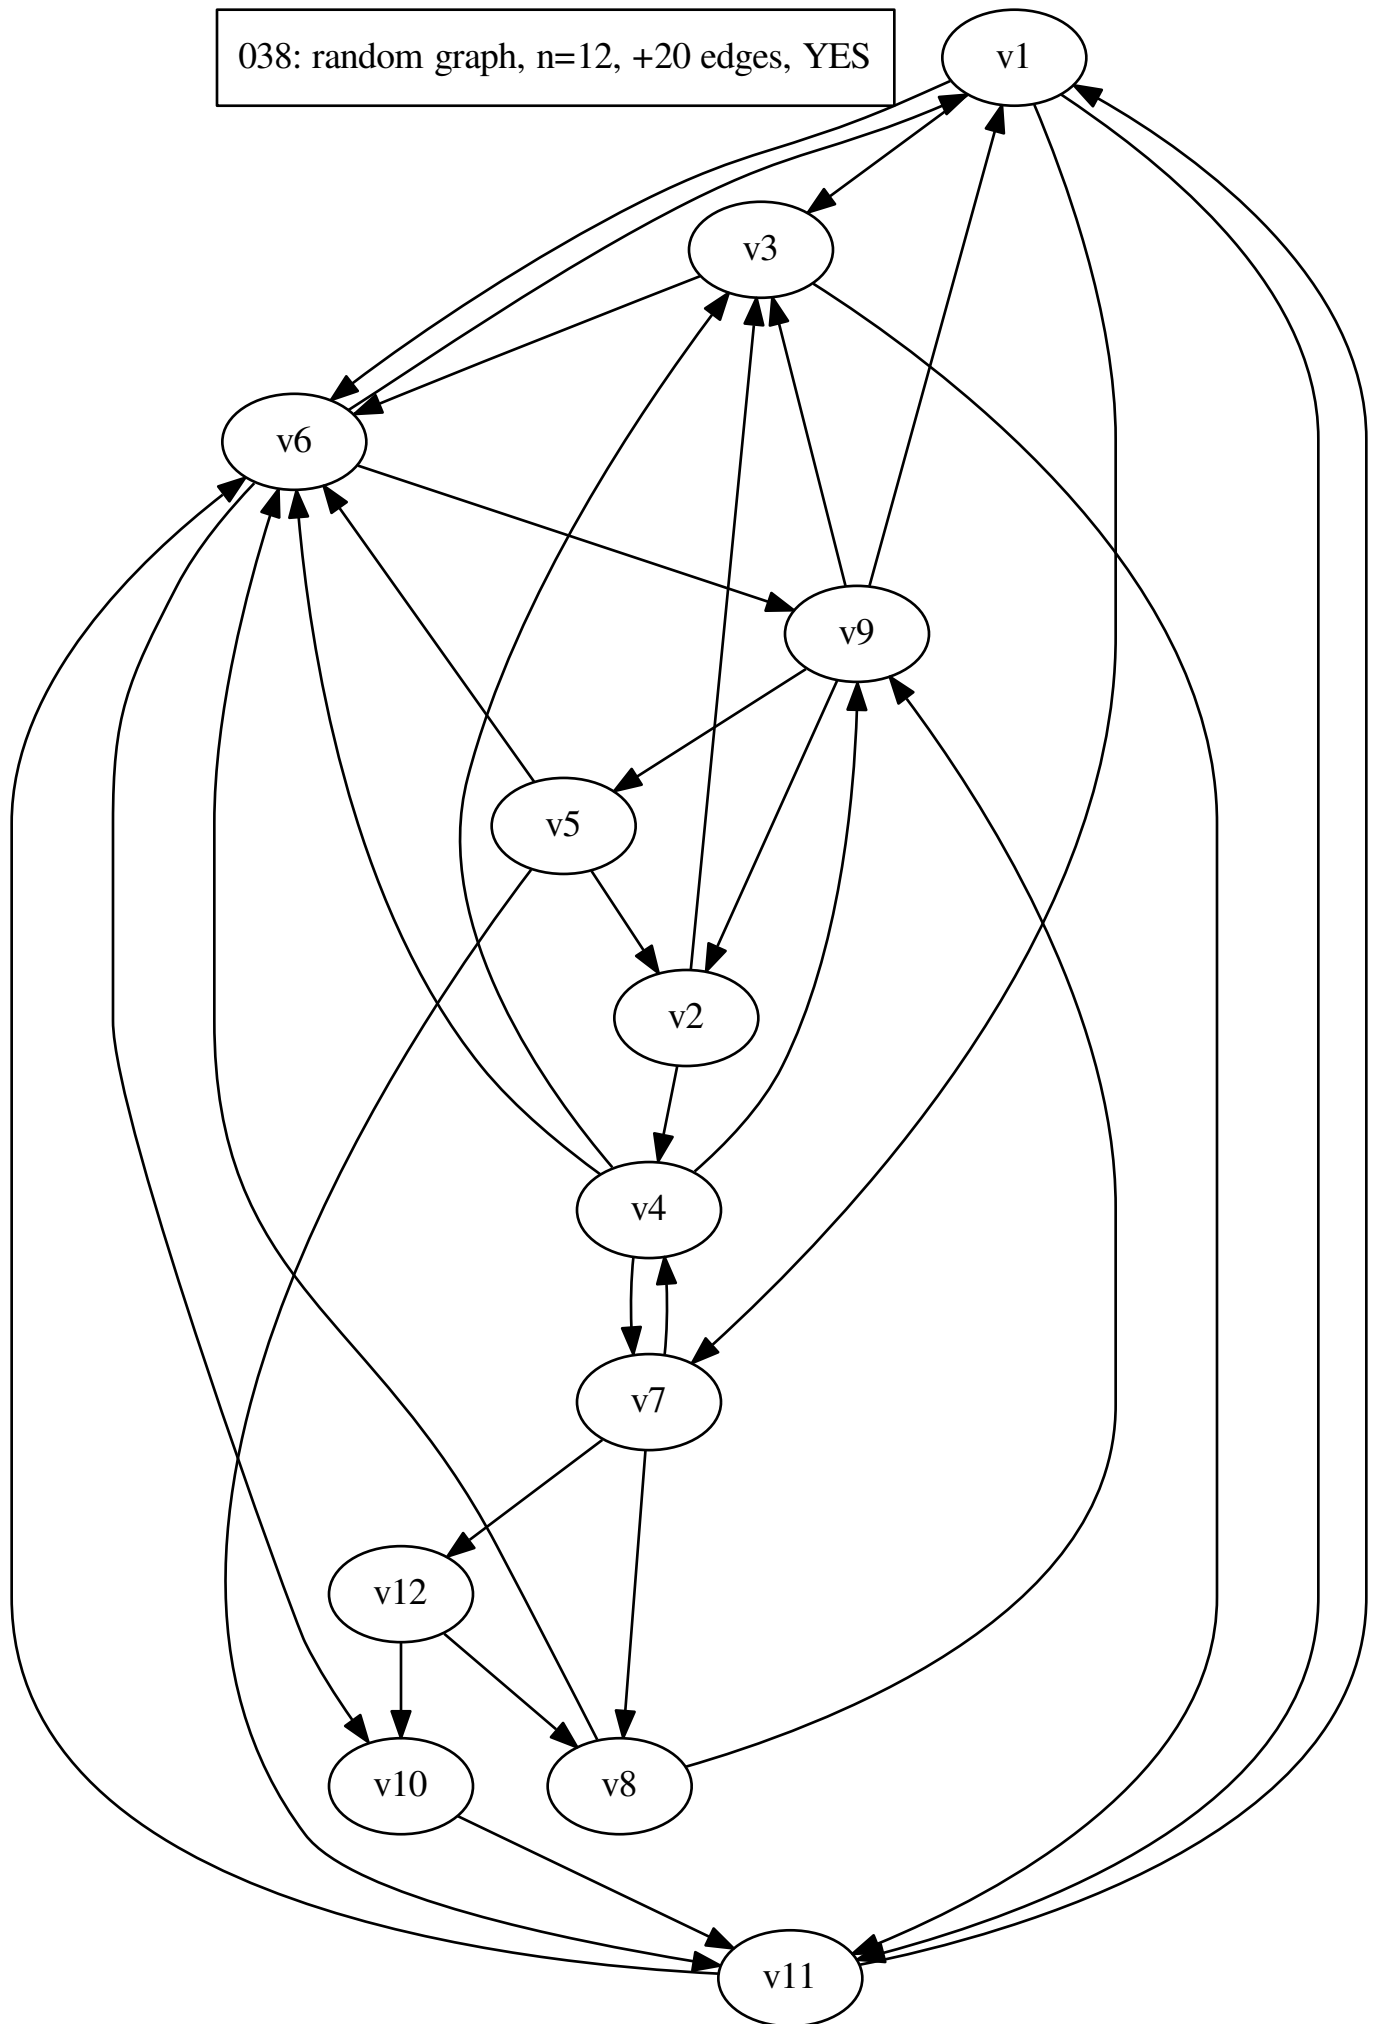 038: random graph, n=12, +20 edges, YES
v1
v3
v6
v9
v5
v2
v4
v7
v12
v10
v8
v11